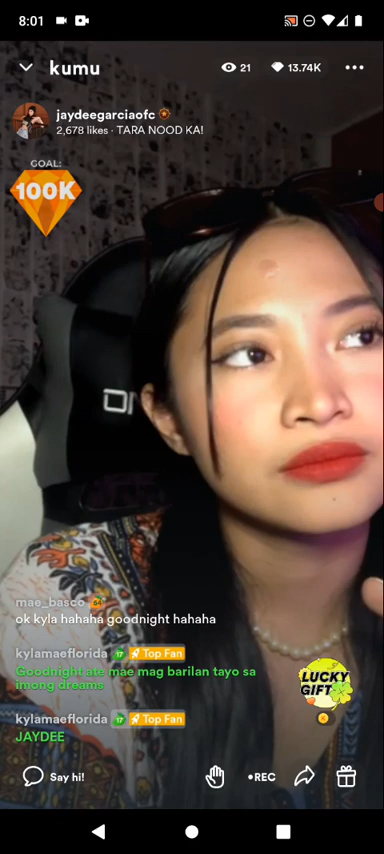 8:01
kumu
21
13.74K
jaydeegarciaofc
2,678 likes · TARA NOOD KA!
GOAL:
100K
mae_basco
ok kyla hahaha goodnight hahaha
kylamaeflorida 17 Top Fan
Goodnight ate mae mag barilan tayo sa
imong dreams
LUCKY
GIFT
kylamaeflorida 17 Top Fan
JAYDEE
Say hi!
REC